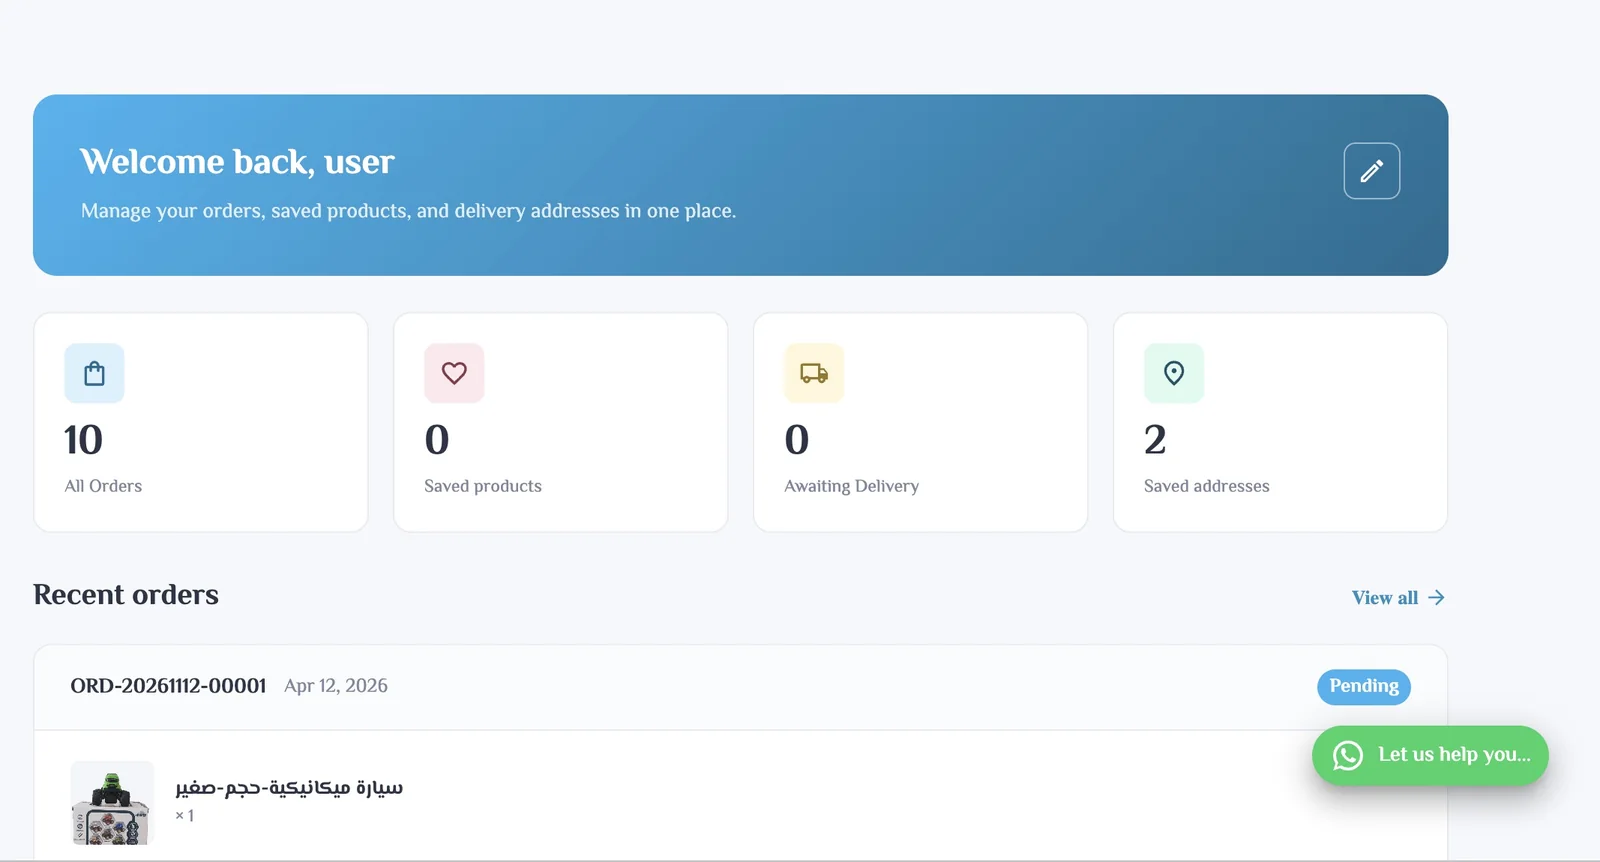 Welcome back, user
Manage your orders, saved products, and delivery addresses in one place.
10
All Orders
0
Saved products
0
Awaiting Delivery
2
Saved addresses
Recent orders
View all
ORD-20261112-00001 Apr 12, 2026
Pending
Let us help you...
سيارة ميكانيكية-حجم-صغير
× 1